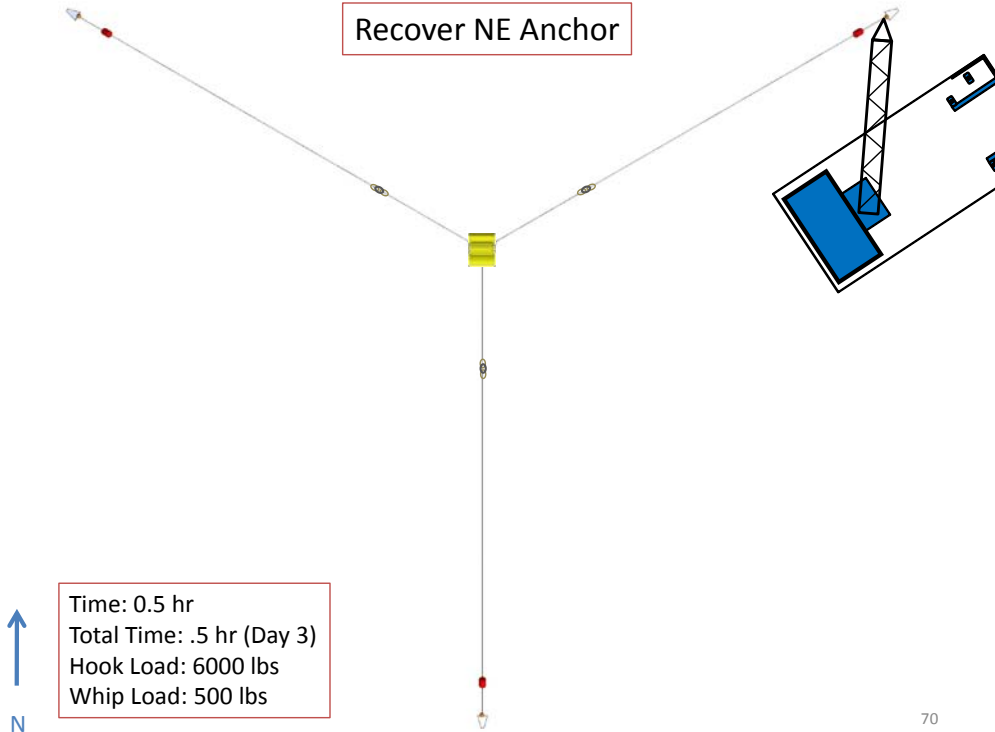 Recover NE Anchor
Time: 0.5 hr
Total Time: .5 hr (Day 3)
Hook Load: 6000 lbs
Whip Load: 500 lbs
N
70